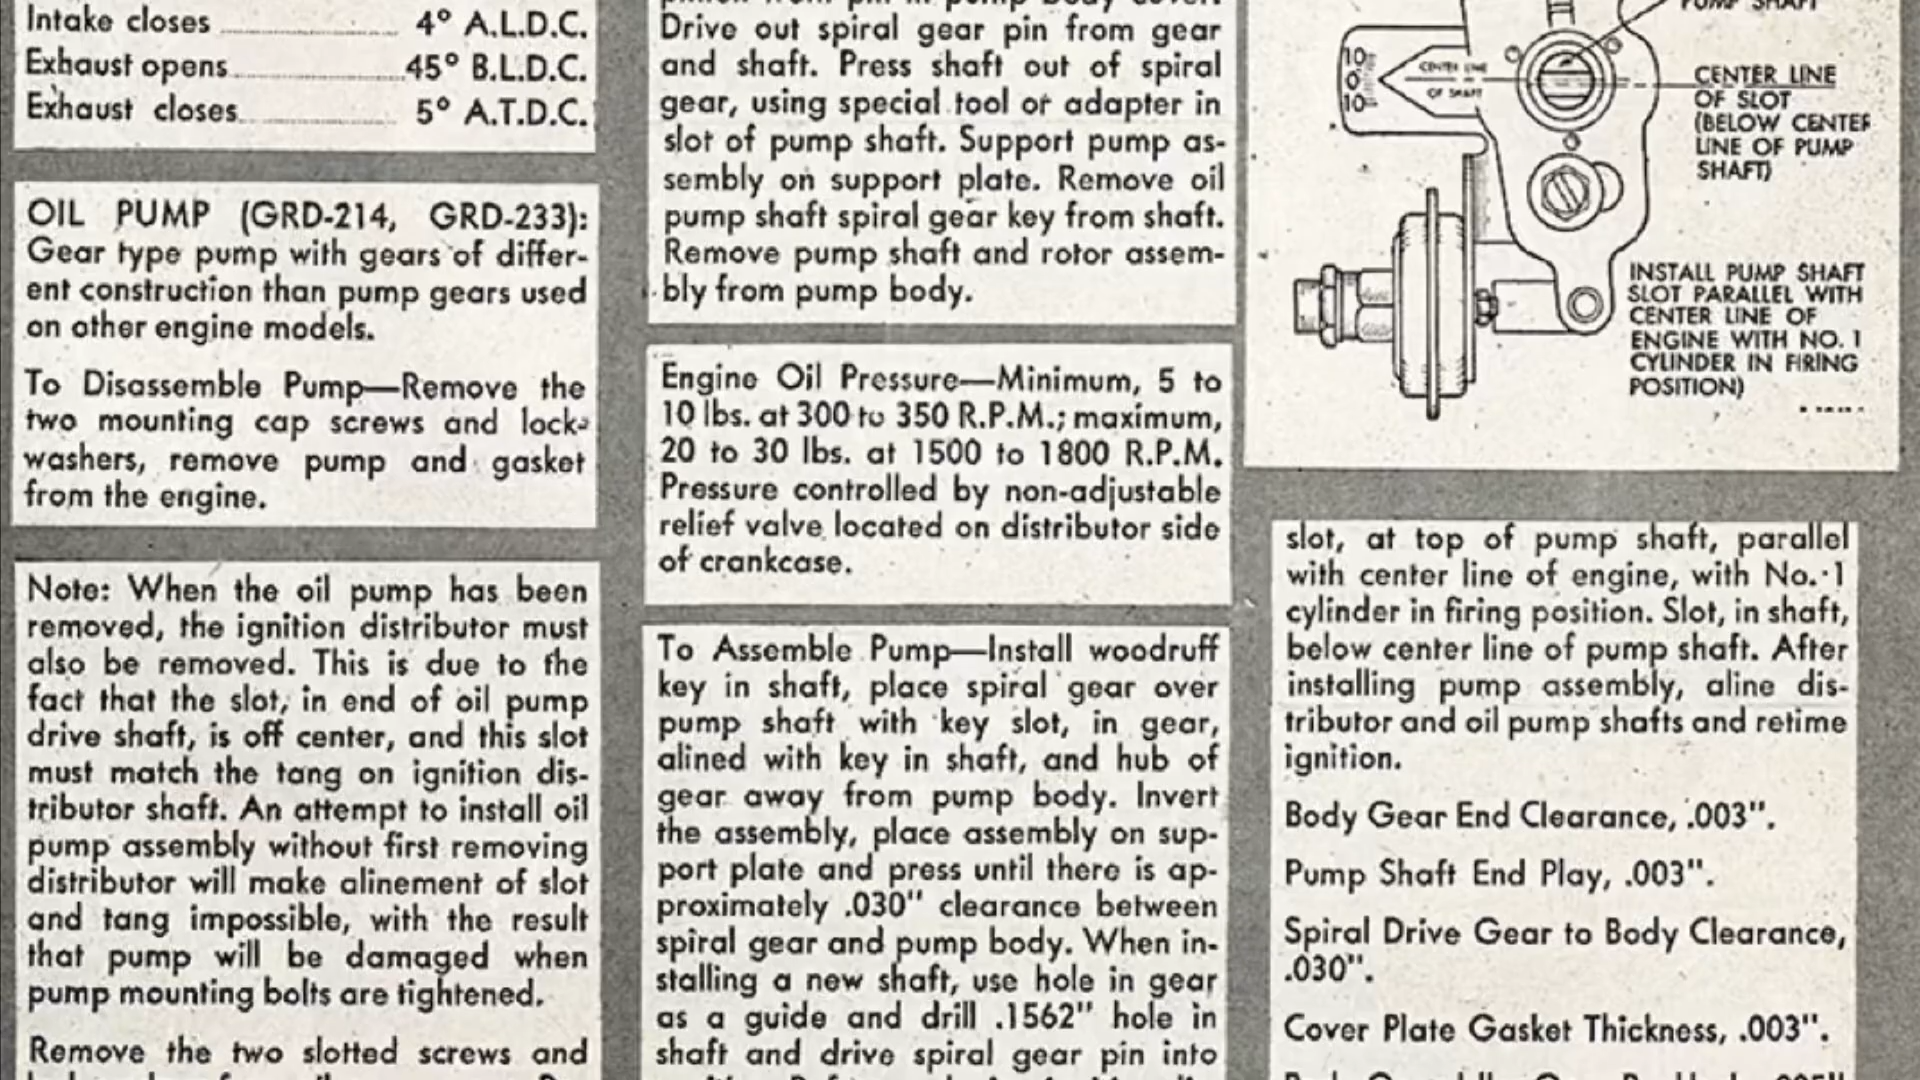 Intake closes 4° A.L.D.C.
Exhaust opens 45° B.L.D.C.
Exhaust closes 5° A.T.D.C.
OIL PUMP (GRD-214, GRD-233):
Gear type pump with gears of differ-
ent construction than pump gears used
on other engine models.
To Disassemble Pump—Remove the
two mounting cap screws and lock-
washers, remove pump and gasket
from the engine.
Note: When the oil pump has been
removed, the ignition distributor must
also be removed. This is due to the
fact that the slot, in end of oil pump
drive shaft, is off center, and this slot
must match the tang on ignition dis-
tributor shaft. An attempt to install oil
pump assembly without first removing
distributor will make alinement of slot
and tang impossible, with the result
that pump will be damaged when
pump mounting bolts are tightened.
Remove the two slotted screws and
Drive out spiral gear pin from gear
and shaft. Press shaft out of spiral
gear, using special tool or adapter in
slot of pump shaft. Support pump as-
sembly on support plate. Remove oil
pump shaft spiral gear key from shaft.
Remove pump shaft and rotor assem-
bly from pump body.
Engine Oil Pressure—Minimum, 5 to
10 lbs. at 300 to 350 R.P.M.; maximum,
20 to 30 lbs. at 1500 to 1800 R.P.M.
Pressure controlled by non-adjustable
relief valve located on distributor side
of crankcase.
To Assemble Pump—Install woodruff
key in shaft, place spiral gear over
pump shaft with key slot, in gear,
alined with key in shaft, and hub of
gear away from pump body. Invert
the assembly, place assembly on sup-
port plate and press until there is ap-
proximately .030" clearance between
spiral gear and pump body. When in-
stalling a new shaft, use hole in gear
as a guide and drill .1562" hole in
shaft and drive spiral gear pin into
PUMP SHAFT
10
0
10
CENTER LINE
OF SHAFT
CENTER LINE
OF SLOT
(BELOW CENTER
LINE OF PUMP
SHAFT)
INSTALL PUMP SHAFT
SLOT PARALLEL WITH
CENTER LINE OF
ENGINE WITH NO. 1
CYLINDER IN FIRING
POSITION)
slot, at top of pump shaft, parallel
with center line of engine, with No. 1
cylinder in firing position. Slot, in shaft,
below center line of pump shaft. After
installing pump assembly, aline dis-
tributor and oil pump shafts and retime
ignition.
Body Gear End Clearance, .003".
Pump Shaft End Play, .003".
Spiral Drive Gear to Body Clearance,
.030".
Cover Plate Gasket Thickness, .003".